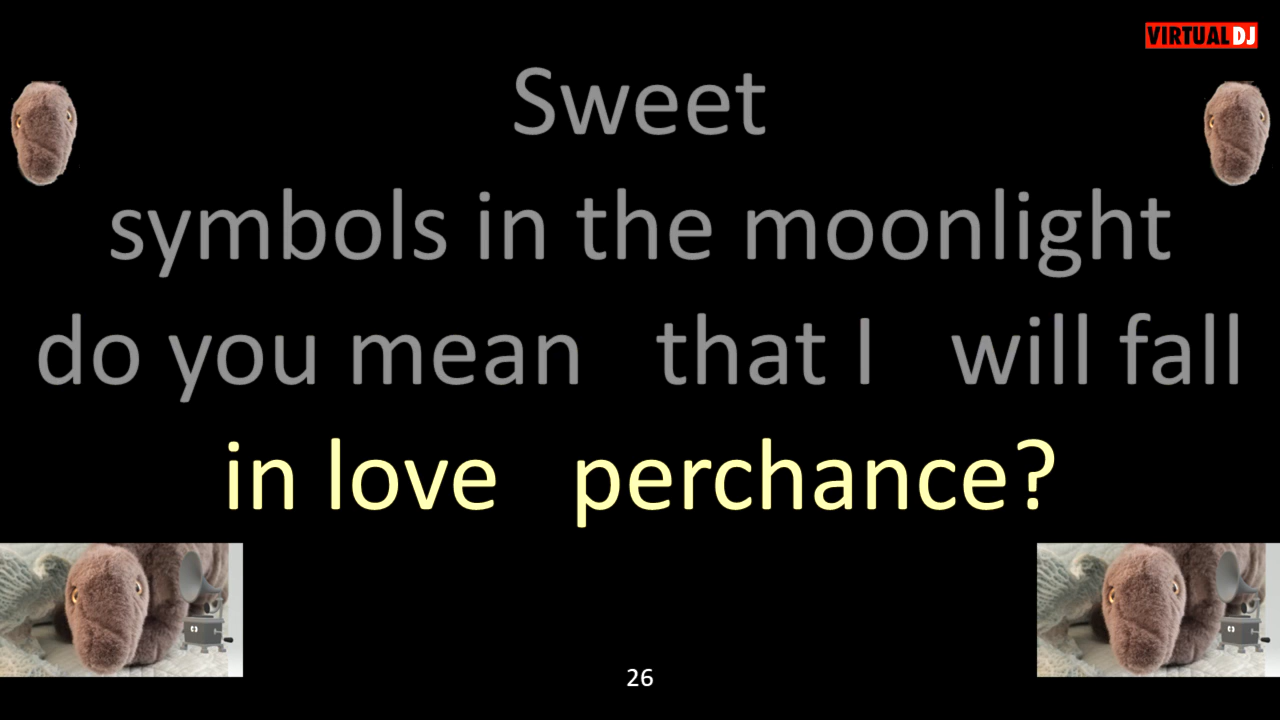 VIRTUAL DJ
Sweet
symbols in the moonlight
do you mean that I will fall
in love perchance?
26